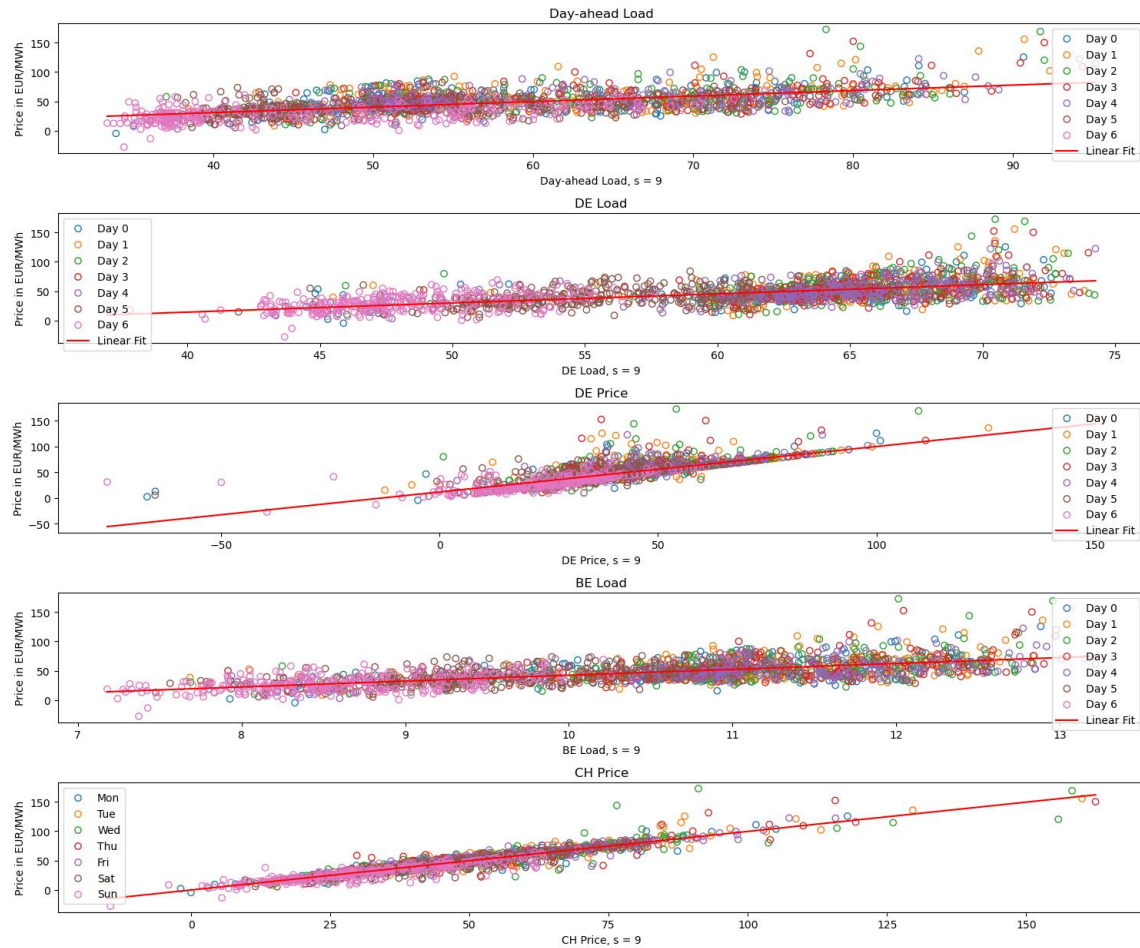 Day-ahead Load
Price in EUR/MWh
150
100
50
0
40
50
60
70
80
90
Day-ahead Load, s = 9
Day 0
Day 1
Day 2
Day 3
Day 4
Day 5
Day 6
Linear Fit
DE Load
Price in EUR/MWh
150
100
50
0
40
45
50
55
60
65
70
75
DE Load, s = 9
Day 0
Day 1
Day 2
Day 3
Day 4
Day 5
Day 6
Linear Fit
DE Price
Price in EUR/MWh
150
100
50
0
−50
−50
0
50
100
150
DE Price, s = 9
Day 0
Day 1
Day 2
Day 3
Day 4
Day 5
Day 6
Linear Fit
BE Load
Price in EUR/MWh
150
100
50
0
7
8
9
10
11
12
13
BE Load, s = 9
Day 0
Day 1
Day 2
Day 3
Day 4
Day 5
Day 6
Linear Fit
CH Price
Price in EUR/MWh
150
100
50
0
0
25
50
75
100
125
150
CH Price, s = 9
Mon
Tue
Wed
Thu
Fri
Sat
Sun